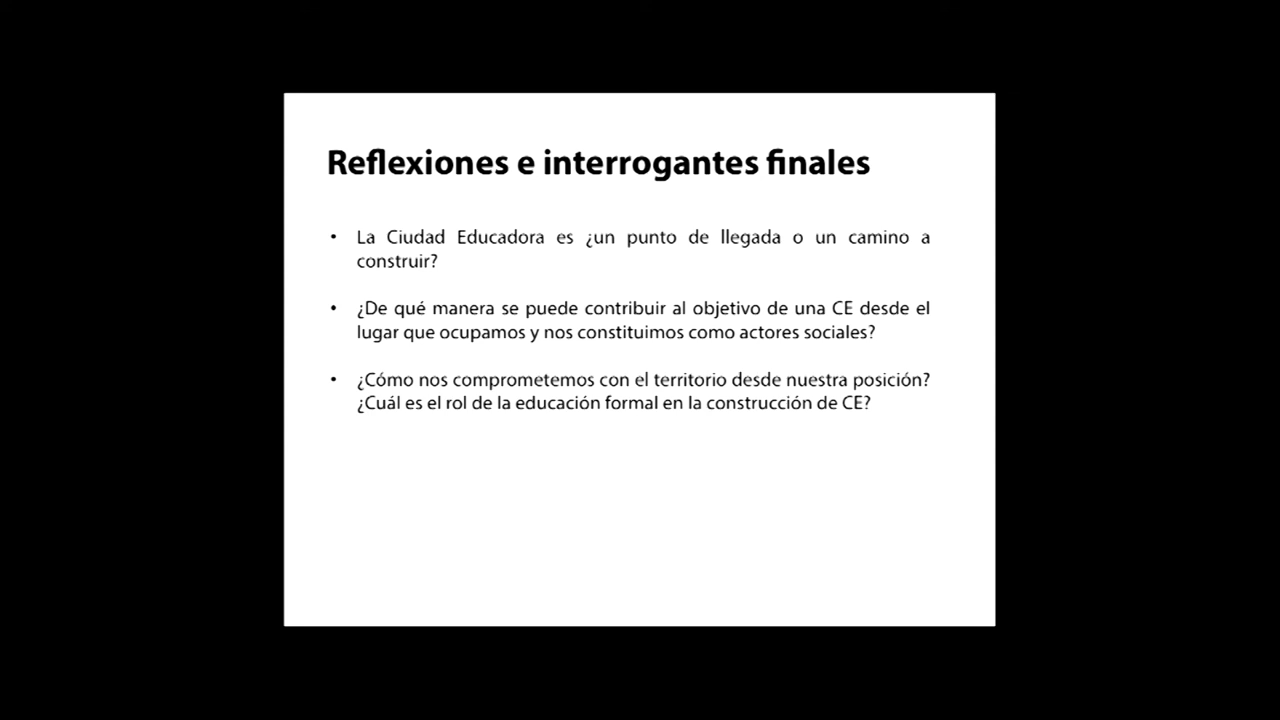 Reflexiones e interrogantes finales
• La Ciudad Educadora es ¿un punto de llegada o un camino a
construir?
• ¿De qué manera se puede contribuir al objetivo de una CE desde el
lugar que ocupamos y nos constituimos como actores sociales?
• ¿Cómo nos comprometemos con el territorio desde nuestra posición?
¿Cuál es el rol de la educación formal en la construcción de CE?